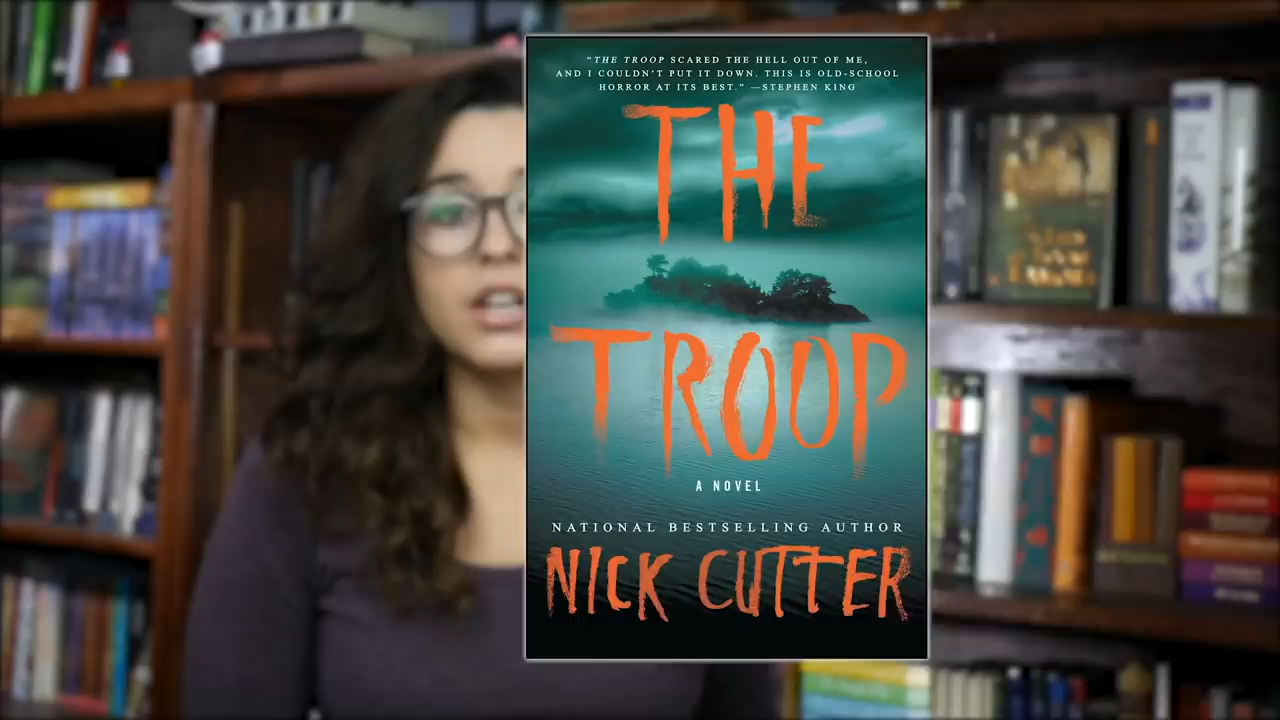 “THE TROOP SCARED THE HELL OUT OF ME,
AND I COULDN’T PUT IT DOWN. THIS IS OLD-SCHOOL
HORROR AT ITS BEST.” —STEPHEN KING
THE
TROOP
A NOVEL
NATIONAL BESTSELLING AUTHOR
NICK CUTTER